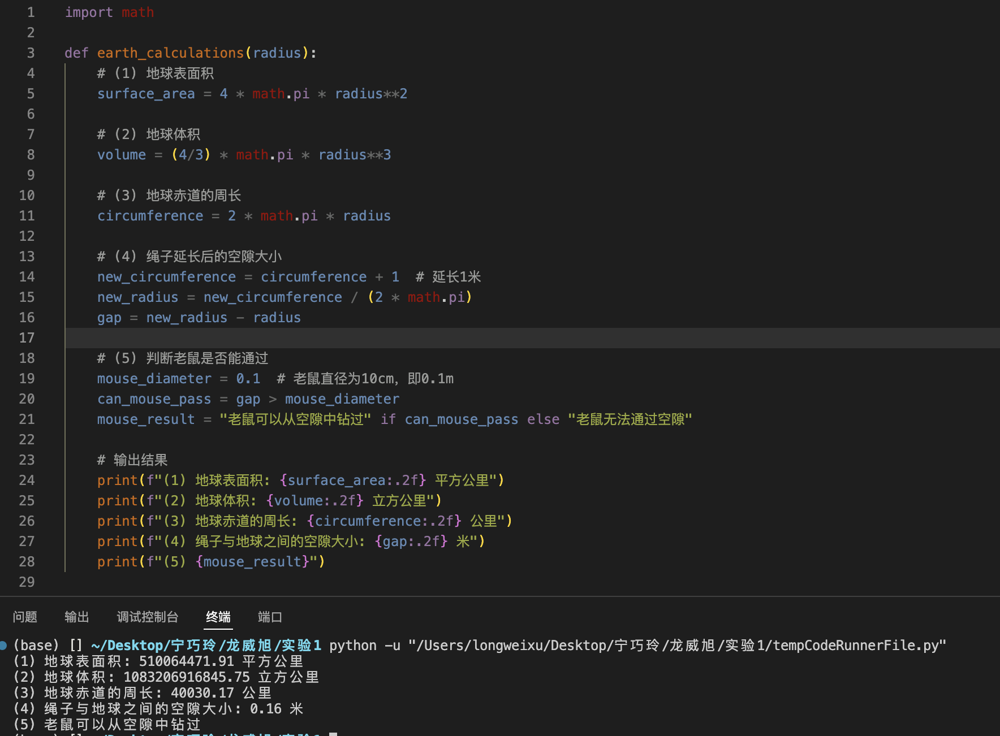 1 import math
2
3 def earth_calculations(radius):
4 # (1) 地球表面积
5 surface_area = 4 * math.pi * radius**2
6
7 # (2) 地球体积
8 volume = (4/3) * math.pi * radius**3
9
10 # (3) 地球赤道的周长
11 circumference = 2 * math.pi * radius
12
13 # (4) 绳子延长后的空隙大小
14 new_circumference = circumference + 1  # 延长1米
15 new_radius = new_circumference / (2 * math.pi)
16 gap = new_radius - radius
17
18 # (5) 判断老鼠是否能通过
19 mouse_diameter = 0.1  # 老鼠直径为10cm, 即0.1m
20 can_mouse_pass = gap > mouse_diameter
21 mouse_result = "老鼠可以从空隙中钻过" if can_mouse_pass else "老鼠无法通过空隙"
22
23 # 输出结果
24 print(f"(1) 地球表面积: {surface_area:.2f} 平方公里")
25 print(f"(2) 地球体积: {volume:.2f} 立方公里")
26 print(f"(3) 地球赤道的周长: {circumference:.2f} 公里")
27 print(f"(4) 绳子与地球之间的空隙大小: {gap:.2f} 米")
28 print(f"(5) {mouse_result}")
29
问题 输出 调试控制台 终端 端口
(base) [] ~/Desktop/宁巧玲/龙威旭/实验1 python -u "/Users/longweixu/Desktop/宁巧玲/龙威旭/实验1/tempCodeRunnerFile.py"
(1) 地球表面积: 510064471.91 平方公里
(2) 地球体积: 1083206916845.75 立方公里
(3) 地球赤道的周长: 40030.17 公里
(4) 绳子与地球之间的空隙大小: 0.16 米
(5) 老鼠可以从空隙中钻过